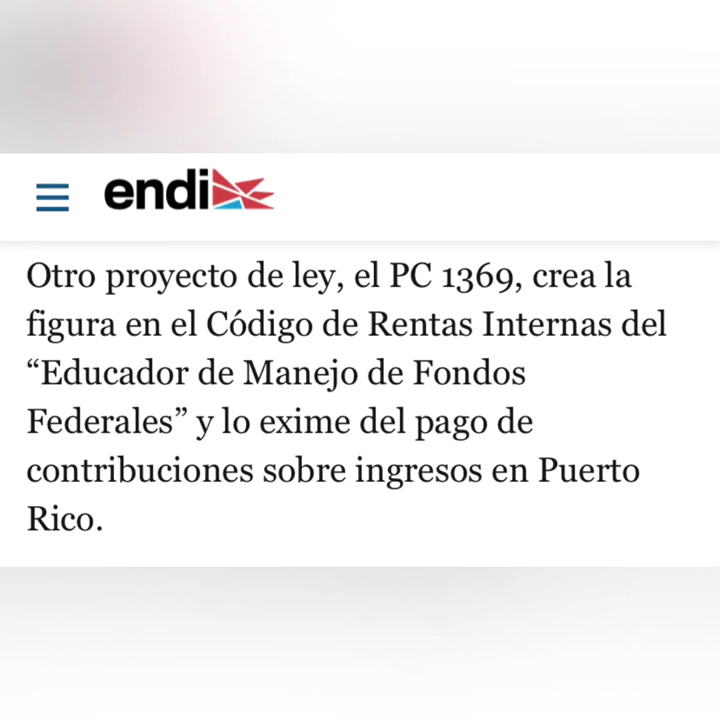 endi
Otro proyecto de ley, el PC 1369, crea la
figura en el Código de Rentas Internas del
“Educador de Manejo de Fondos
Federales” y lo exime del pago de
contribuciones sobre ingresos en Puerto
Rico.